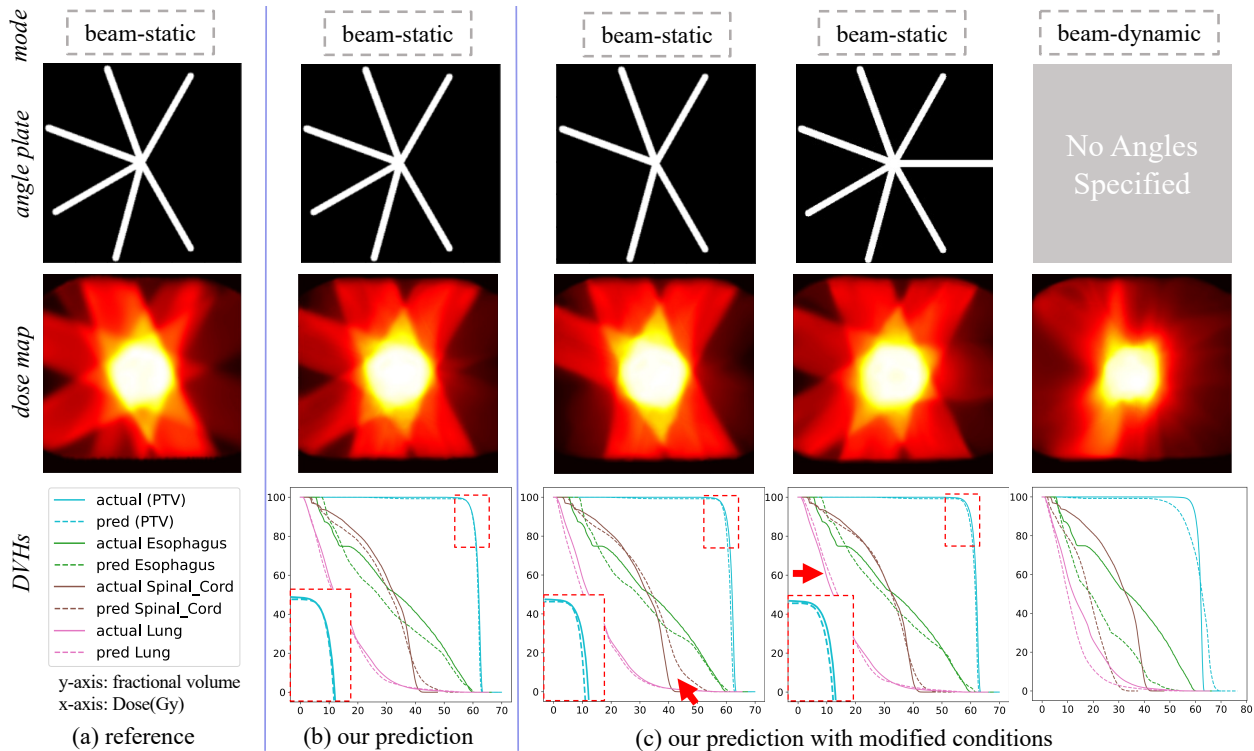 mode
beam-static
beam-static
beam-static
beam-static
beam-dynamic
angle plate
No Angles
Specified
dose map
DVHs
actual (PTV)
pred (PTV)
actual Esophagus
pred Esophagus
actual Spinal_Cord
pred Spinal_Cord
actual Lung
pred Lung
y-axis: fractional volume
x-axis: Dose(Gy)
100
80
60
40
20
0
0 10 20 30 40 50 60 70
100
80
60
40
20
0
0 10 20 30 40 50 60 70
100
80
60
40
20
0
0 10 20 30 40 50 60 70
100
80
60
40
20
0
0 10 20 30 40 50 60 70 80
(a) reference
(b) our prediction
(c) our prediction with modified conditions